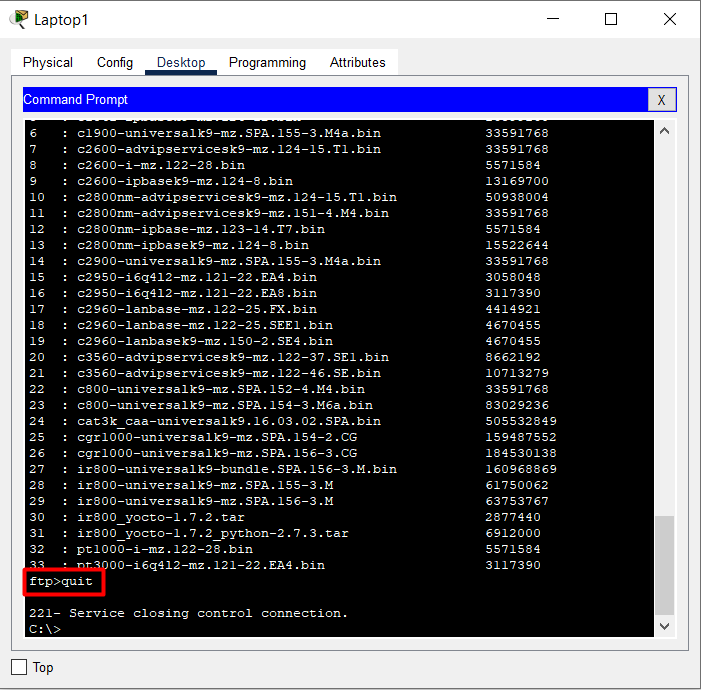 Laptop1
Physical Config Desktop Programming Attributes
Command Prompt X
6 : c1900-universalk9-mz.SPA.155-3.M4a.bin 33591768
7 : c2600-advipservicesk9-mz.124-15.T1.bin 33591768
8 : c2600-i-mz.122-28.bin 5571584
9 : c2600-ipbasek9-mz.124-8.bin 13169700
10 : c2800nm-advipservicesk9-mz.124-15.T1.bin 50938004
11 : c2800nm-advipservicesk9-mz.151-4.M4.bin 33591768
12 : c2800nm-ipbase-mz.123-14.T7.bin 5571584
13 : c2800nm-ipbasek9-mz.124-8.bin 15522644
14 : c2900-universalk9-mz.SPA.155-3.M4a.bin 33591768
15 : c2950-i6q4l2-mz.121-22.EA4.bin 3058048
16 : c2950-i6q4l2-mz.121-22.EA8.bin 3117390
17 : c2960-lanbase-mz.122-25.FX.bin 4414921
18 : c2960-lanbase-mz.122-25.SEE1.bin 4670455
19 : c2960-lanbasek9-mz.150-2.SE4.bin 4670455
20 : c3560-advipservicesk9-mz.122-37.SE1.bin 8662192
21 : c3560-advipservicesk9-mz.122-46.SE.bin 10713279
22 : c800-universalk9-mz.SPA.152-4.M4.bin 33591768
23 : c800-universalk9-mz.SPA.154-3.M6a.bin 83029236
24 : cat3k_caa-universalk9.16.03.02.SPA.bin 505532849
25 : cgr1000-universalk9-mz.SPA.154-2.CG 159487552
26 : cgr1000-universalk9-mz.SPA.156-3.CG 184530138
27 : ir800-universalk9-bundle.SPA.156-3.M.bin 160968869
28 : ir800-universalk9-mz.SPA.155-3.M 61750062
29 : ir800-universalk9-mz.SPA.156-3.M 63753767
30 : ir800_yocto-1.7.2.tar 2877440
31 : ir800_yocto-1.7.2_python-2.7.3.tar 6912000
32 : pt1000-i-mz.122-28.bin 5571584
33 : pt3000-i6q4l2-mz.121-22.EA4.bin 3117390
ftp>quit
221- Service closing control connection.
C:\>
Top